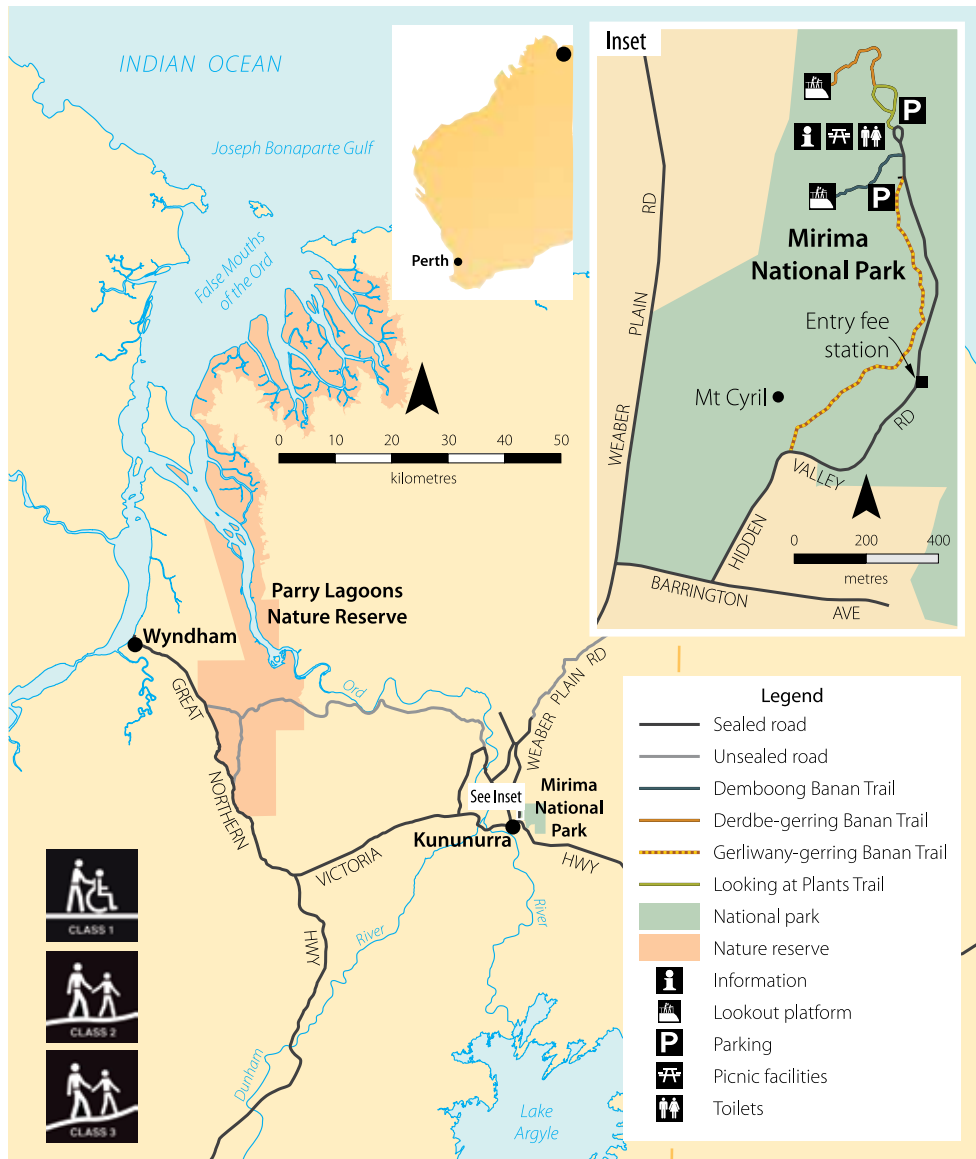 INDIAN OCEAN
Joseph Bonaparte Gulf
False Mouths
of the Ord
Perth
0 10 20 30 40 50
kilometres
Parry Lagoons
Nature Reserve
Wyndham
GREAT
NORTHERN
HWY
Ord
River
WEABER PLAIN RD
See Inset
Mirima
National
Park
Kununurra
VICTORIA
HWY
River
Dunham
Lake
Argyle
CLASS 1
CLASS 2
CLASS 3
Inset
P
P
Mirima
National Park
Entry fee
station
Mt Cyril
WEABER
PLAIN
RD
HIDDEN
VALLEY
RD
BARRINGTON
AVE
0 200 400
metres
Legend
Sealed road
Unsealed road
Demboong Banan Trail
Derdbe-gerring Banan Trail
Gerliwany-gerring Banan Trail
Looking at Plants Trail
National park
Nature reserve
i Information
Lookout platform
P Parking
Picnic facilities
Toilets